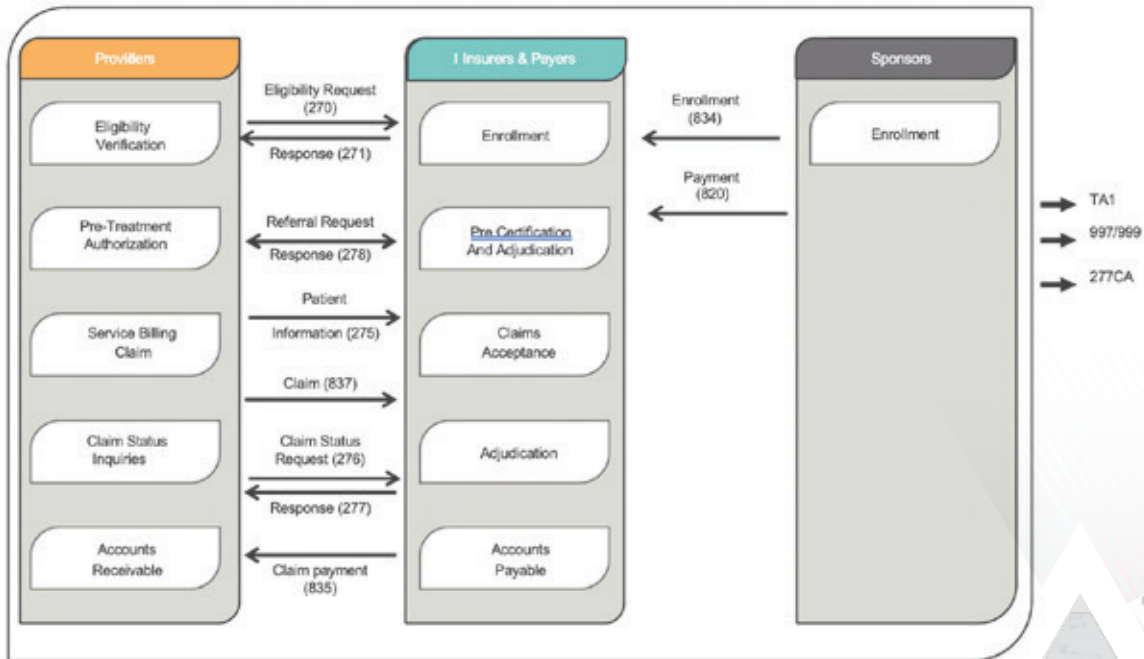 Providers
I Insurers & Payers
Sponsors
Eligibility
Verification
Eligibility Request
(270)
Response (271)
Enrollment
Enrollment
(834)
Enrollment
Payment
(820)
TA1
997/999
277CA
Pre-Treatment
Authorization
Referral Request
Response (278)
Pre Certification
And Adjudication
Service Billing
Claim
Patient
Information (275)
Claims
Acceptance
Claim (837)
Claim Status
Inquiries
Claim Status
Request (276)
Response (277)
Adjudication
Accounts
Receivable
Claim payment
(835)
Accounts
Payable